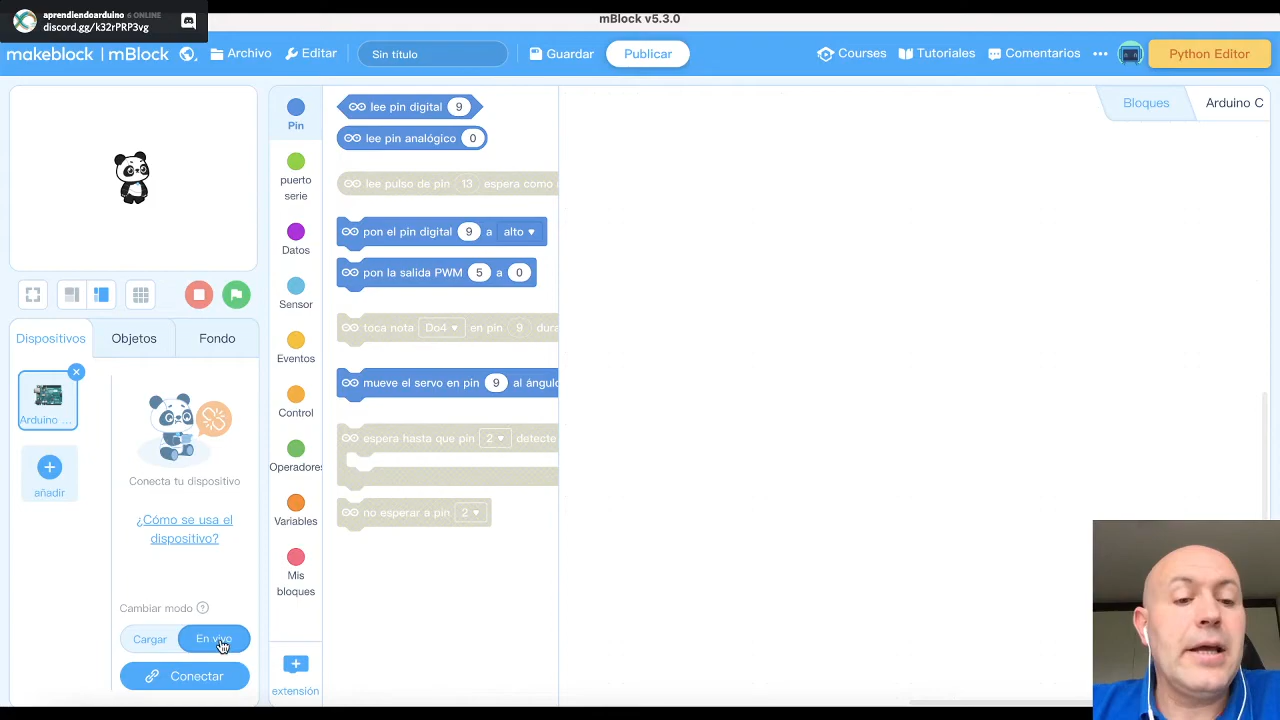 aprendiendoarduino 6 ONLINE
discord.gg/k32rPRP3vg
mBlock v5.3.0
makeblock | mBlock
Archivo
Editar
Sin título
Guardar
Publicar
Courses
Tutoriales
Comentarios
Python Editor
Pin
puerto
serie
Datos
Sensor
Eventos
Control
Operadores
Variables
Mis
bloques
extensión
lee pin digital 9
lee pin analógico 0
lee pulso de pin 13 espera como
pon el pin digital 9 a alto
pon la salida PWM 5 a 0
toca nota Do4 en pin 9 dura
mueve el servo en pin 9 al ángulo
espera hasta que pin 2 detecte
no esperar a pin 2
Bloques
Arduino C
Dispositivos
Objetos
Fondo
Arduino ...
añadir
Conecta tu dispositivo
¿Cómo se usa el
dispositivo?
Cambiar modo ?
Cargar
En vivo
Conectar